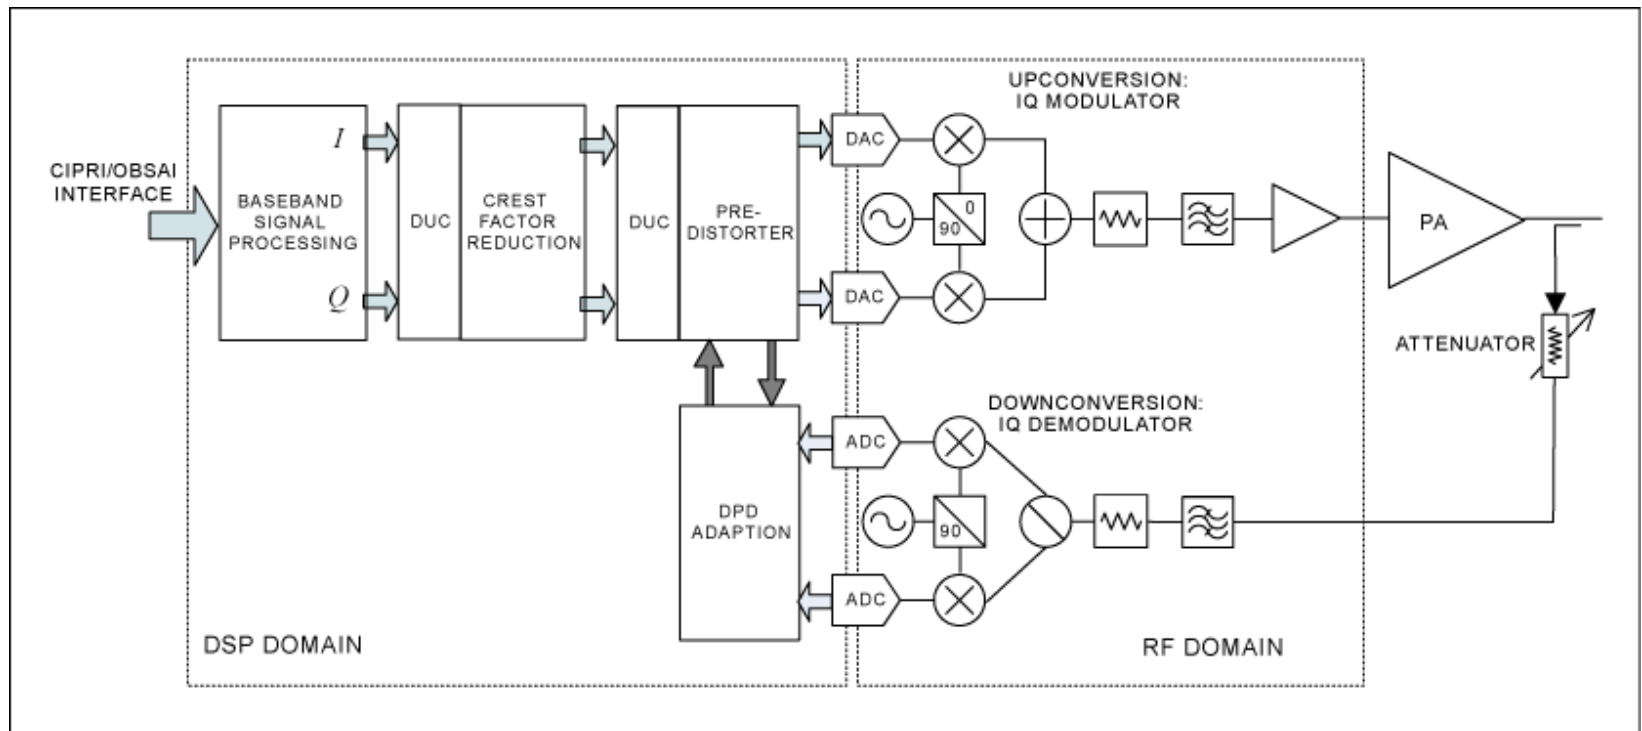 UPCONVERSION:
IQ MODULATOR
CIPRI/OBSAI
INTERFACE
BASEBAND
SIGNAL
PROCESSING
I
Q
DUC
CREST
FACTOR
REDUCTION
DUC
PRE-
DISTORTER
DAC
DAC
0
90
PA
ATTENUATOR
DOWNCONVERSION:
IQ DEMODULATOR
DPD
ADAPTION
ADC
ADC
90
DSP DOMAIN
RF DOMAIN